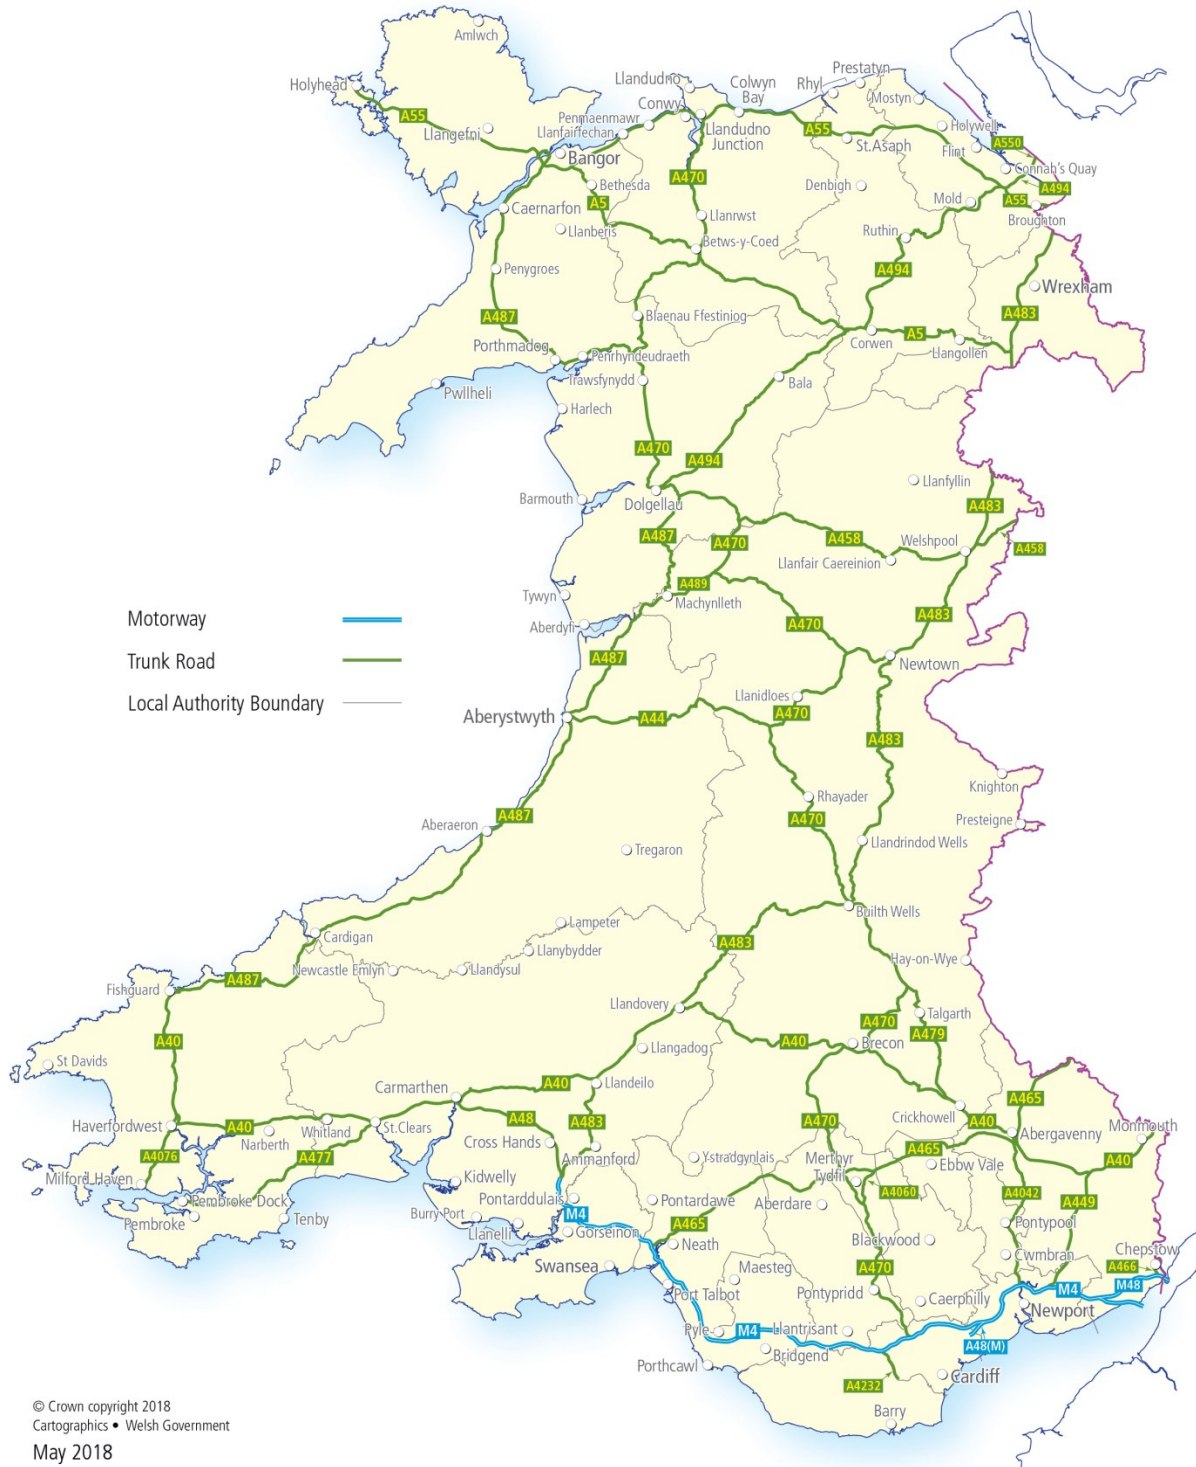 Amlwch
Holyhead
A55
Llangefni
Llandudno
Conwy
Penmaenmawr
Llanfairfechan
Bangor
Colwyn
Bay
Rhyl
Prestatyn
Mostyn
Llandudno
Junction
A55
St.Asaph
Holywell
Flint
A550
Connah's Quay
A494
A55
Broughton
Bethesda
A5
A470
Denbigh
Mold
Caernarfon
Llanberis
Llanrwst
Betws-y-Coed
Ruthin
A494
Penygroes
Wrexham
A487
Blaenau Ffestiniog
A483
Porthmadog
Penrhyndeudraeth
Corwen
A5
Llangollen
Trawsfynydd
Bala
Pwllheli
Harlech
A470
A494
Llanfyllin
Barmouth
Dolgellau
A483
A487
A470
A458
Welshpool
A458
Llanfair Caereinion
A489
Tywyn
Machynlleth
Motorway
Aberdyfi
A470
A483
Trunk Road
A487
Newtown
Local Authority Boundary
Llanidloes
Aberystwyth
A44
A470
A483
Knighton
Rhayader
A487
A470
Presteigne
Aberaeron
Tregaron
Llandrindod Wells
Builth Wells
Lampeter
Cardigan
A483
Llanybydder
Hay-on-Wye
Newcastle Emlyn
Llandysul
A487
Fishguard
Llandovery
Talgarth
A470
A479
A40
A40
Brecon
Llangadog
St Davids
A40
Llandeilo
Carmarthen
A465
Crickhowell
A48
A483
A470
A40
Haverfordwest
A40
Whitland
St.Clears
Abergavenny
Monmouth
Narberth
Cross Hands
Ammanford
A465
A4076
A477
Ystradgynlais
Merthyr
Tydfil
Ebbw Vale
A40
Milford Haven
Kidwelly
A4060
A4042
A449
Pembroke Dock
Pontarddulais
Pontardawe
Aberdare
Pembroke
Tenby
Burry Port
M4
A465
Pontypool
Llanelli
Gorseinon
Neath
Blackwood
Cwmbran
Chepstow
Swansea
Maesteg
A470
A466
M48
Port Talbot
Pontypridd
M4
Caerphilly
Newport
Pyle
M4
Llantrisant
A48(M)
Bridgend
Porthcawl
Cardiff
A4232
Barry
© Crown copyright 2018
Cartographics • Welsh Government
May 2018